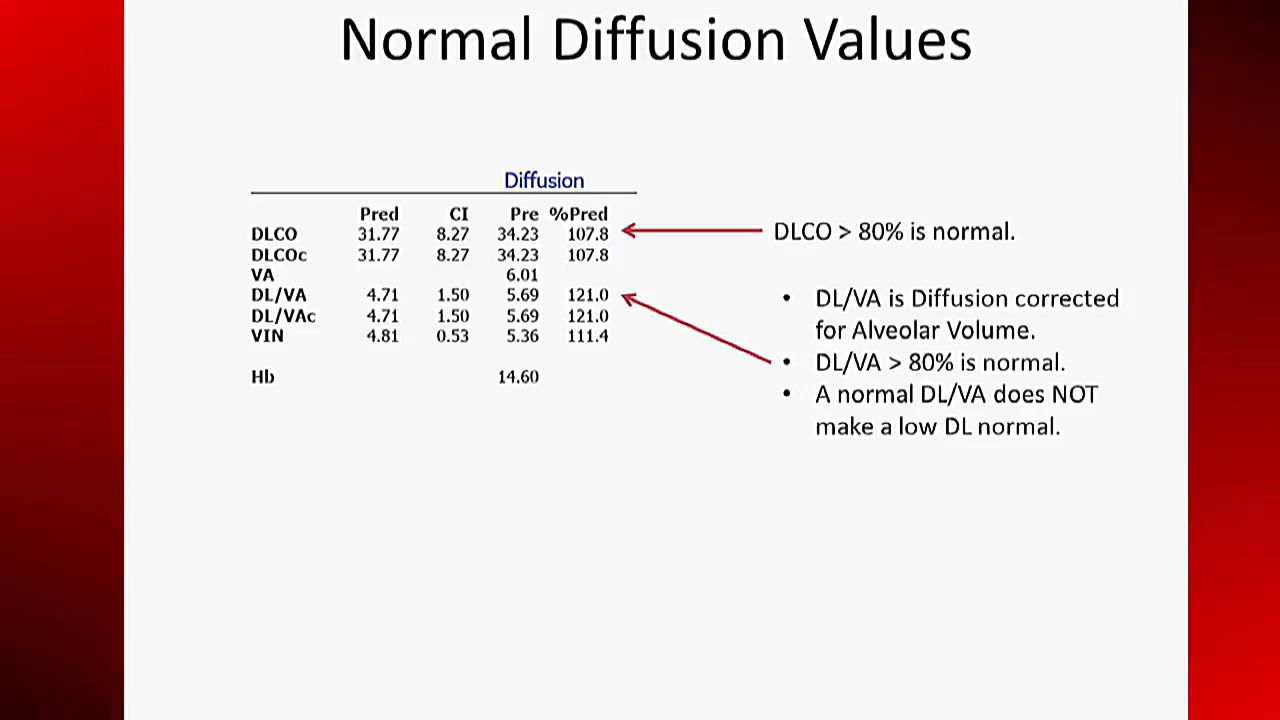 Normal Diffusion Values
Diffusion
Pred CI Pre %Pred
DLCO 31.77 8.27 34.23 107.8
DLCOc 31.77 8.27 34.23 107.8
VA 6.01
DL/VA 4.71 1.50 5.69 121.0
DL/VAc 4.71 1.50 5.69 121.0
VIN 4.81 0.53 5.36 111.4
Hb 14.60
DLCO > 80% is normal.
• DL/VA is Diffusion corrected
for Alveolar Volume.
• DL/VA > 80% is normal.
• A normal DL/VA does NOT
make a low DL normal.